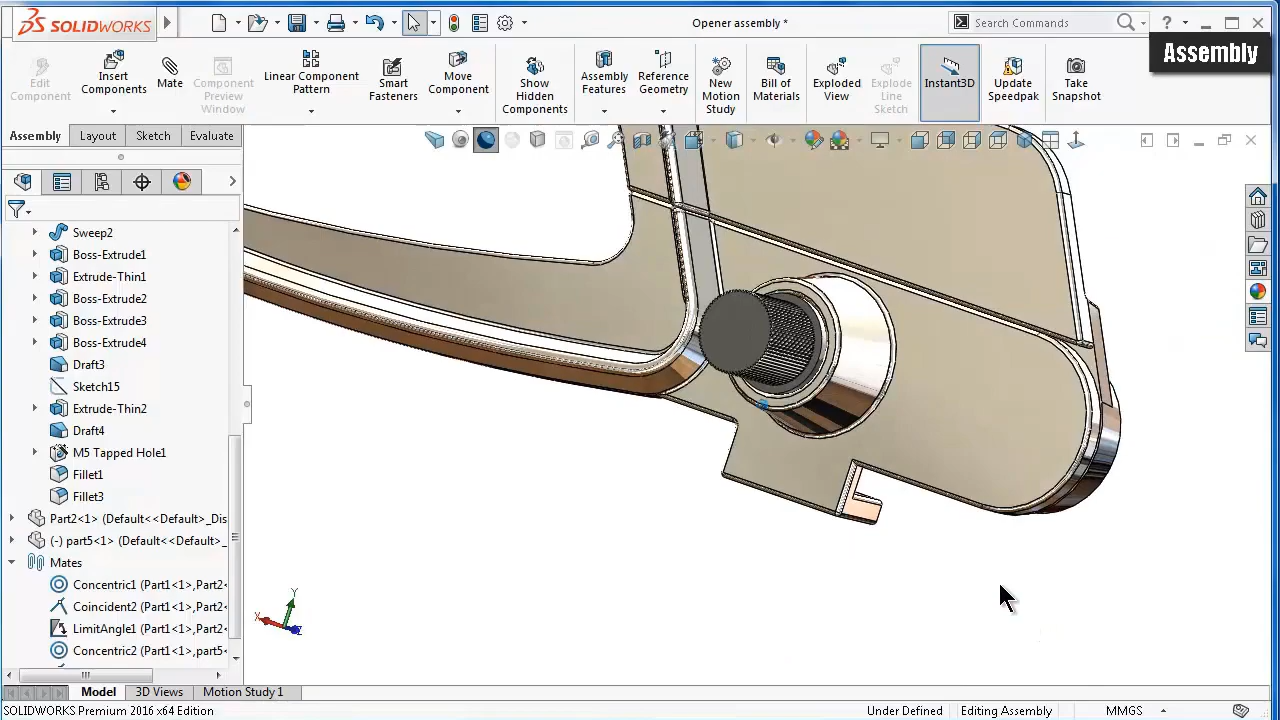 SOLIDWORKS
Opener assembly *
Search Commands
?
Assembly
Edit
Component
Insert
Components
Mate
Component
Preview
Window
Linear Component
Pattern
Smart
Fasteners
Move
Component
Show
Hidden
Components
Assembly
Features
Reference
Geometry
New
Motion
Study
Bill of
Materials
Exploded
View
Explode
Line
Sketch
Instant3D
Update
Speedpak
Take
Snapshot
Assembly
Layout
Sketch
Evaluate
Sweep2
Boss-Extrude1
Extrude-Thin1
Boss-Extrude2
Boss-Extrude3
Boss-Extrude4
Draft3
Sketch15
Extrude-Thin2
Draft4
M5 Tapped Hole1
Fillet1
Fillet3
Part2<1> (Default<<Default>_Dis
(-) part5<1> (Default<<Default>_
Mates
Concentric1 (Part1<1>,Part2<
Coincident2 (Part1<1>,Part2<
LimitAngle1 (Part1<1>,Part2<
Concentric2 (Part1<1>,part5<
Y
X
Z
Model
3D Views
Motion Study 1
SOLIDWORKS Premium 2016 x64 Edition
Under Defined
Editing Assembly
MMGS